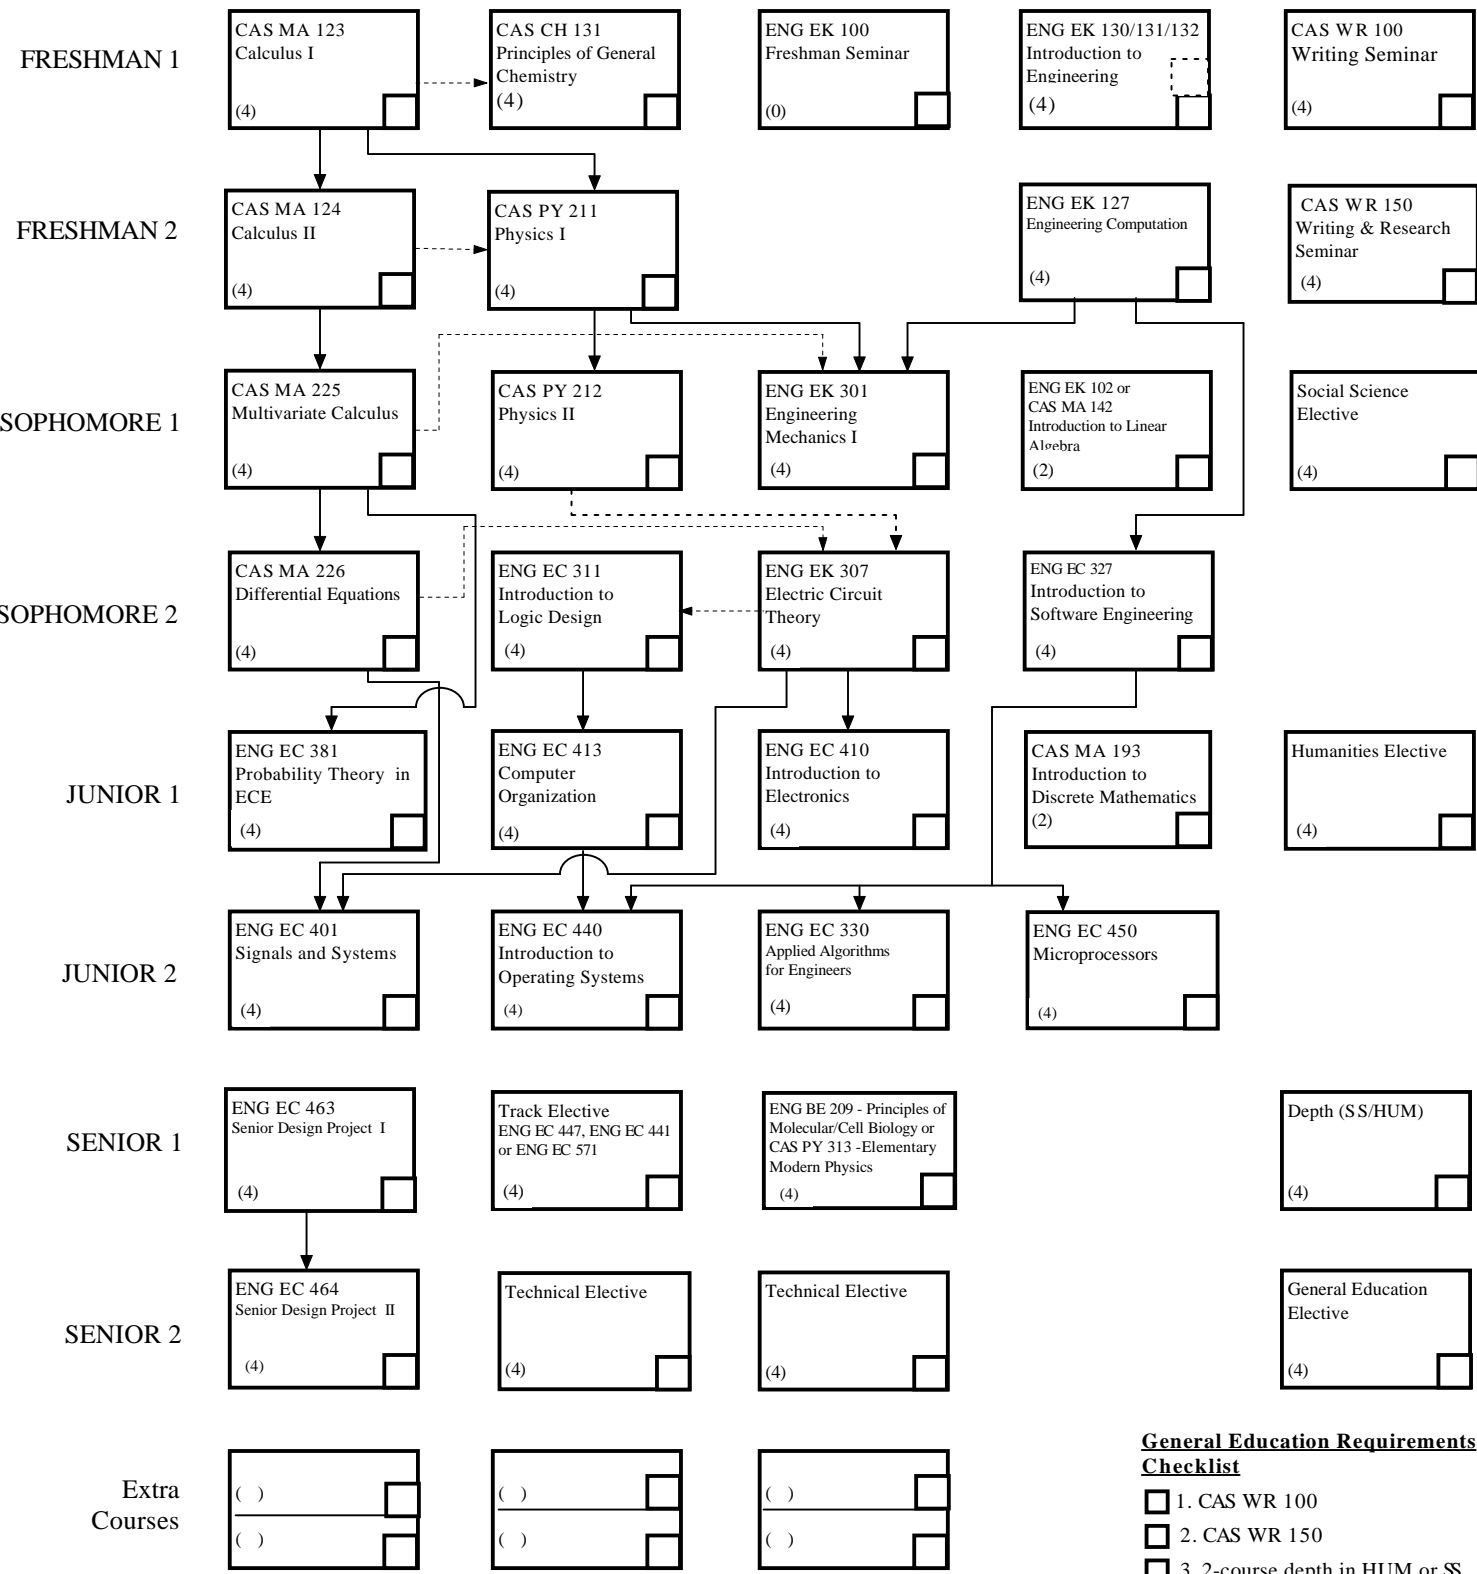 FRESHMAN 1
CAS MA 123
Calculus I
(4)
CAS CH 131
Principles of General
Chemistry
(4)
ENG EK 100
Freshman Seminar
(0)
ENG EK 130/131/132
Introduction to
Engineering
(4)
CAS WR 100
Writing Seminar
(4)
FRESHMAN 2
CAS MA 124
Calculus II
(4)
CAS PY 211
Physics I
(4)
ENG EK 127
Engineering Computation
(4)
CAS WR 150
Writing & Research
Seminar
(4)
SOPHOMORE 1
CAS MA 225
Multivariate Calculus
(4)
CAS PY 212
Physics II
(4)
ENG EK 301
Engineering
Mechanics I
(4)
ENG EK 102 or
CAS MA 142
Introduction to Linear
Algebra
(2)
Social Science
Elective
(4)
SOPHOMORE 2
CAS MA 226
Differential Equations
(4)
ENG EC 311
Introduction to
Logic Design
(4)
ENG EK 307
Electric Circuit
Theory
(4)
ENG EC 327
Introduction to
Software Engineering
(4)
JUNIOR 1
ENG EC 381
Probability Theory in
ECE
(4)
ENG EC 413
Computer
Organization
(4)
ENG EC 410
Introduction to
Electronics
(4)
CAS MA 193
Introduction to
Discrete Mathematics
(2)
Humanities Elective
(4)
JUNIOR 2
ENG EC 401
Signals and Systems
(4)
ENG EC 440
Introduction to
Operating Systems
(4)
ENG EC 330
Applied Algorithms
for Engineers
(4)
ENG EC 450
Microprocessors
(4)
SENIOR 1
ENG EC 463
Senior Design Project I
(4)
Track Elective
ENG EC 447, ENG EC 441
or ENG EC 571
(4)
ENG BE 209 - Principles of
Molecular/Cell Biology or
CAS PY 313 -Elementary
Modern Physics
(4)
Depth (SS/HUM)
(4)
SENIOR 2
ENG EC 464
Senior Design Project II
(4)
Technical Elective
(4)
Technical Elective
(4)
General Education
Elective
(4)
Extra
Courses
( )
( )
( )
( )
( )
( )
General Education Requirements
Checklist
1. CAS WR 100
2. CAS WR 150
3. 2-course depth in HUM or SS